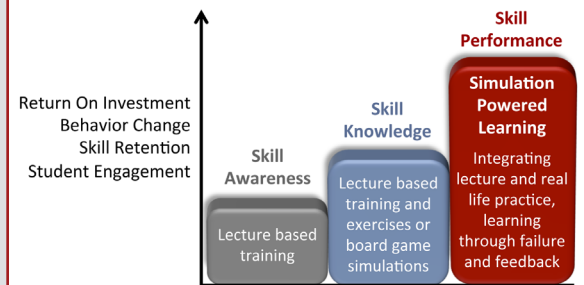 Return On Investment
Behavior Change
Skill Retention
Student Engagement
Skill
Awareness
Lecture based
training
Skill
Knowledge
Lecture based
training and
exercises or
board game
simulations
Skill
Performance
Simulation
Powered
Learning
Integrating
lecture and real
life practice,
learning
through failure
and feedback